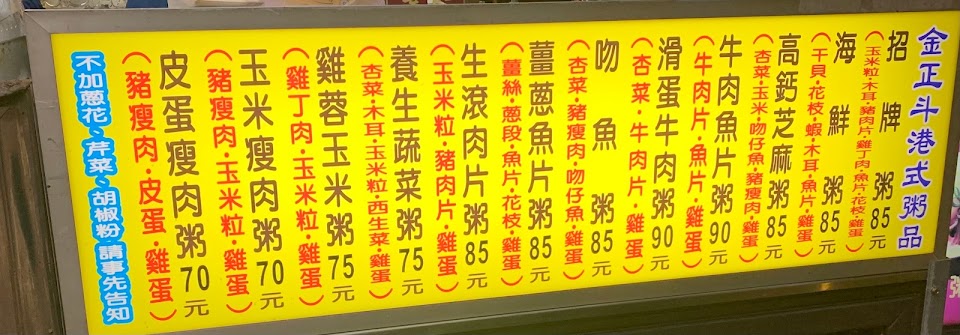 金正斗港式粥品
招牌粥85元
(玉米粒·木耳·豬肉片·雞丁肉·魚片·花枝·雞蛋)
海鮮粥85元
(干貝·花枝·蝦·木耳·魚片·雞蛋)
高鈣芝麻粥85元
(杏菜·玉米·吻仔魚·豬瘦肉·雞蛋)
牛肉魚片粥90元
(牛肉片·魚片·雞蛋)
滑蛋牛肉粥90元
(杏菜·牛肉片·雞蛋)
吻魚粥85元
(杏菜·豬瘦肉·吻仔魚·雞蛋)
薑蔥魚片粥85元
(薑絲·蔥段·魚片·花枝·雞蛋)
生滾肉片粥85元
(玉米粒·豬肉片·雞蛋)
養生蔬菜粥75元
(杏菜·木耳·玉米粒·西生菜·雞蛋)
雞蓉玉米粥75元
(雞丁肉·玉米粒·雞蛋)
玉米瘦肉粥70元
(豬瘦肉·玉米粒·雞蛋)
皮蛋瘦肉粥70元
(豬瘦肉·皮蛋·雞蛋)
不加蔥花、芹菜、胡椒粉·請事先告知